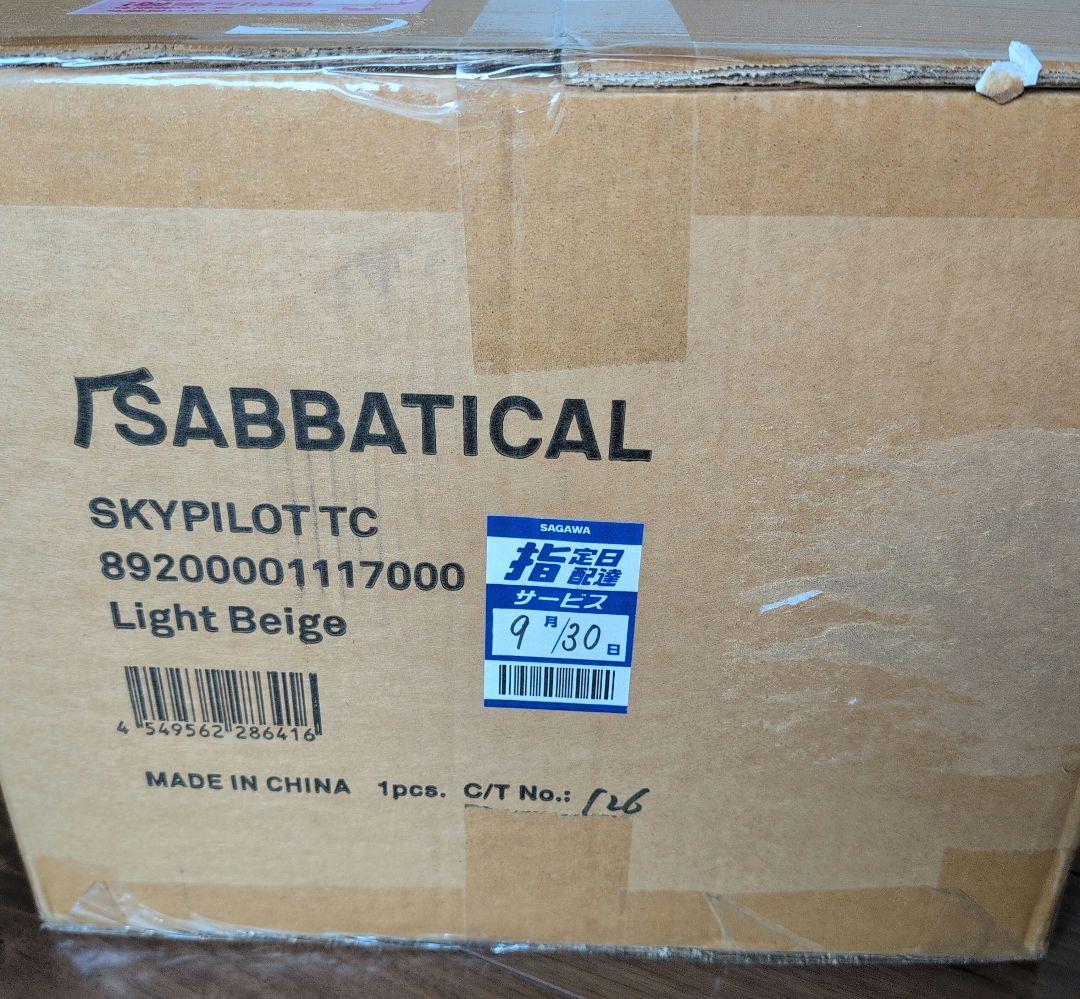 SABBATICAL
SKYPILOT TC
89200001117000
Light Beige
4 549562 286416
MADE IN CHINA 1pcs. C/T No.: 126
SAGAWA
指定日配達
サービス
9月/30日